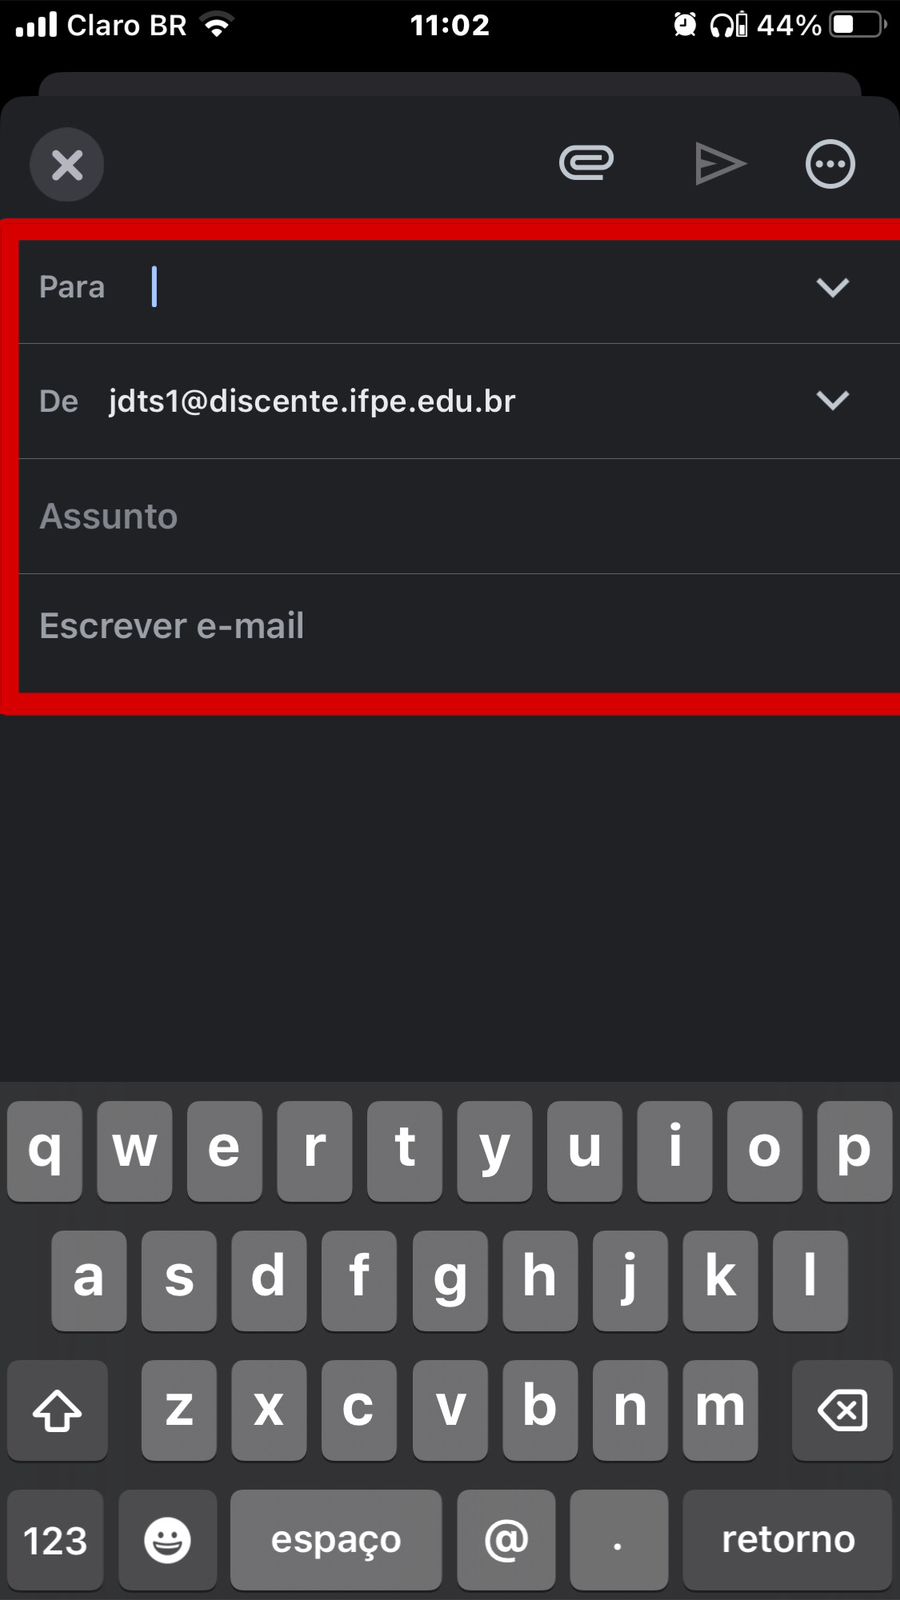 Claro BR 11:02 44%
Para
De jdts1@discente.ifpe.edu.br
Assunto
Escrever e-mail
q w e r t y u i o p
a s d f g h j k l
z x c v b n m
123 espaço @ . retorno